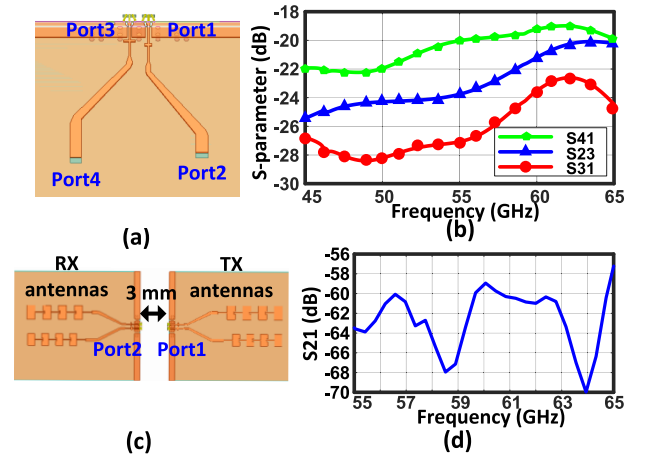 Port3
Port1
Port4
Port2
(a)
S-parameter (dB)
-18
-20
-22
-24
-26
-28
-30
S41
S23
S31
45
50
55
60
65
Frequency (GHz)
(b)
RX
TX
antennas
3 mm
antennas
Port2
Port1
(c)
S21 (dB)
-56
-58
-60
-62
-64
-66
-68
-70
55
57
59
61
63
65
Frequency (GHz)
(d)